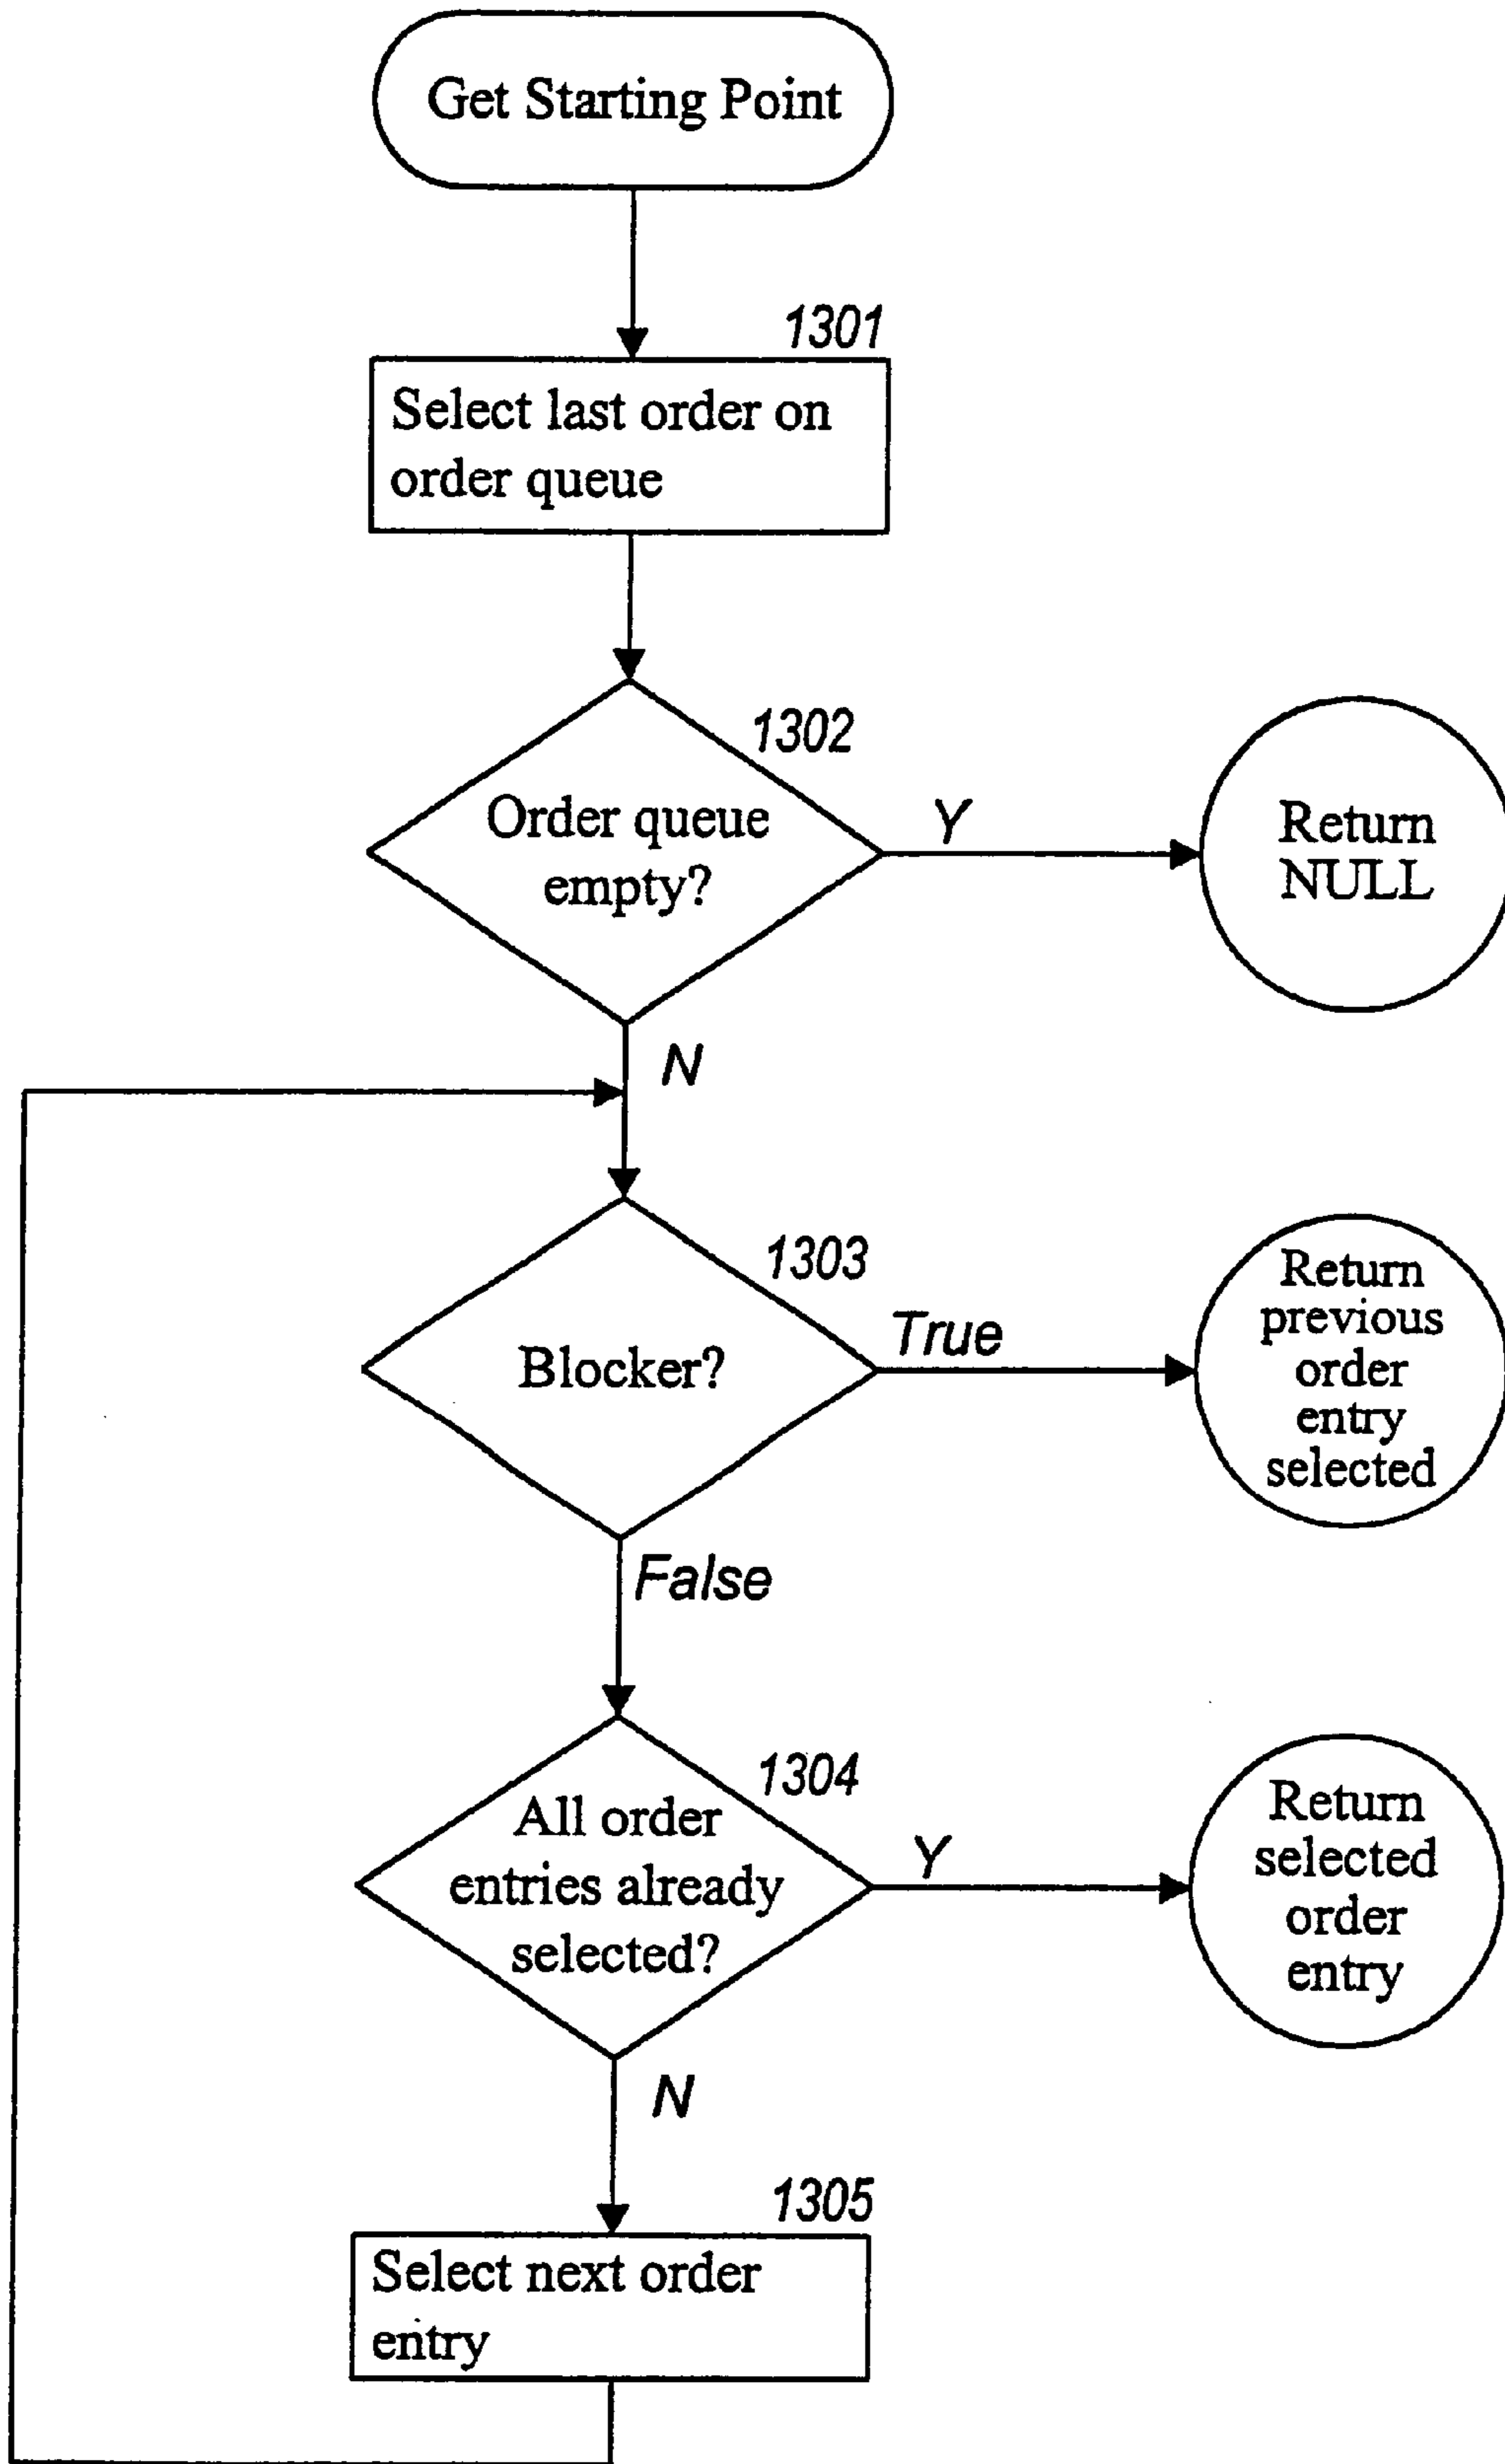 Get Starting Point
1301
Select last order on
order queue
1302
Order queue
empty?
Y
Return
NULL
N
1303
Blocker?
True
Return
previous
order
entry
selected
False
1304
All order
entries already
selected?
Y
Return
selected
order
entry
N
1305
Select next order
entry